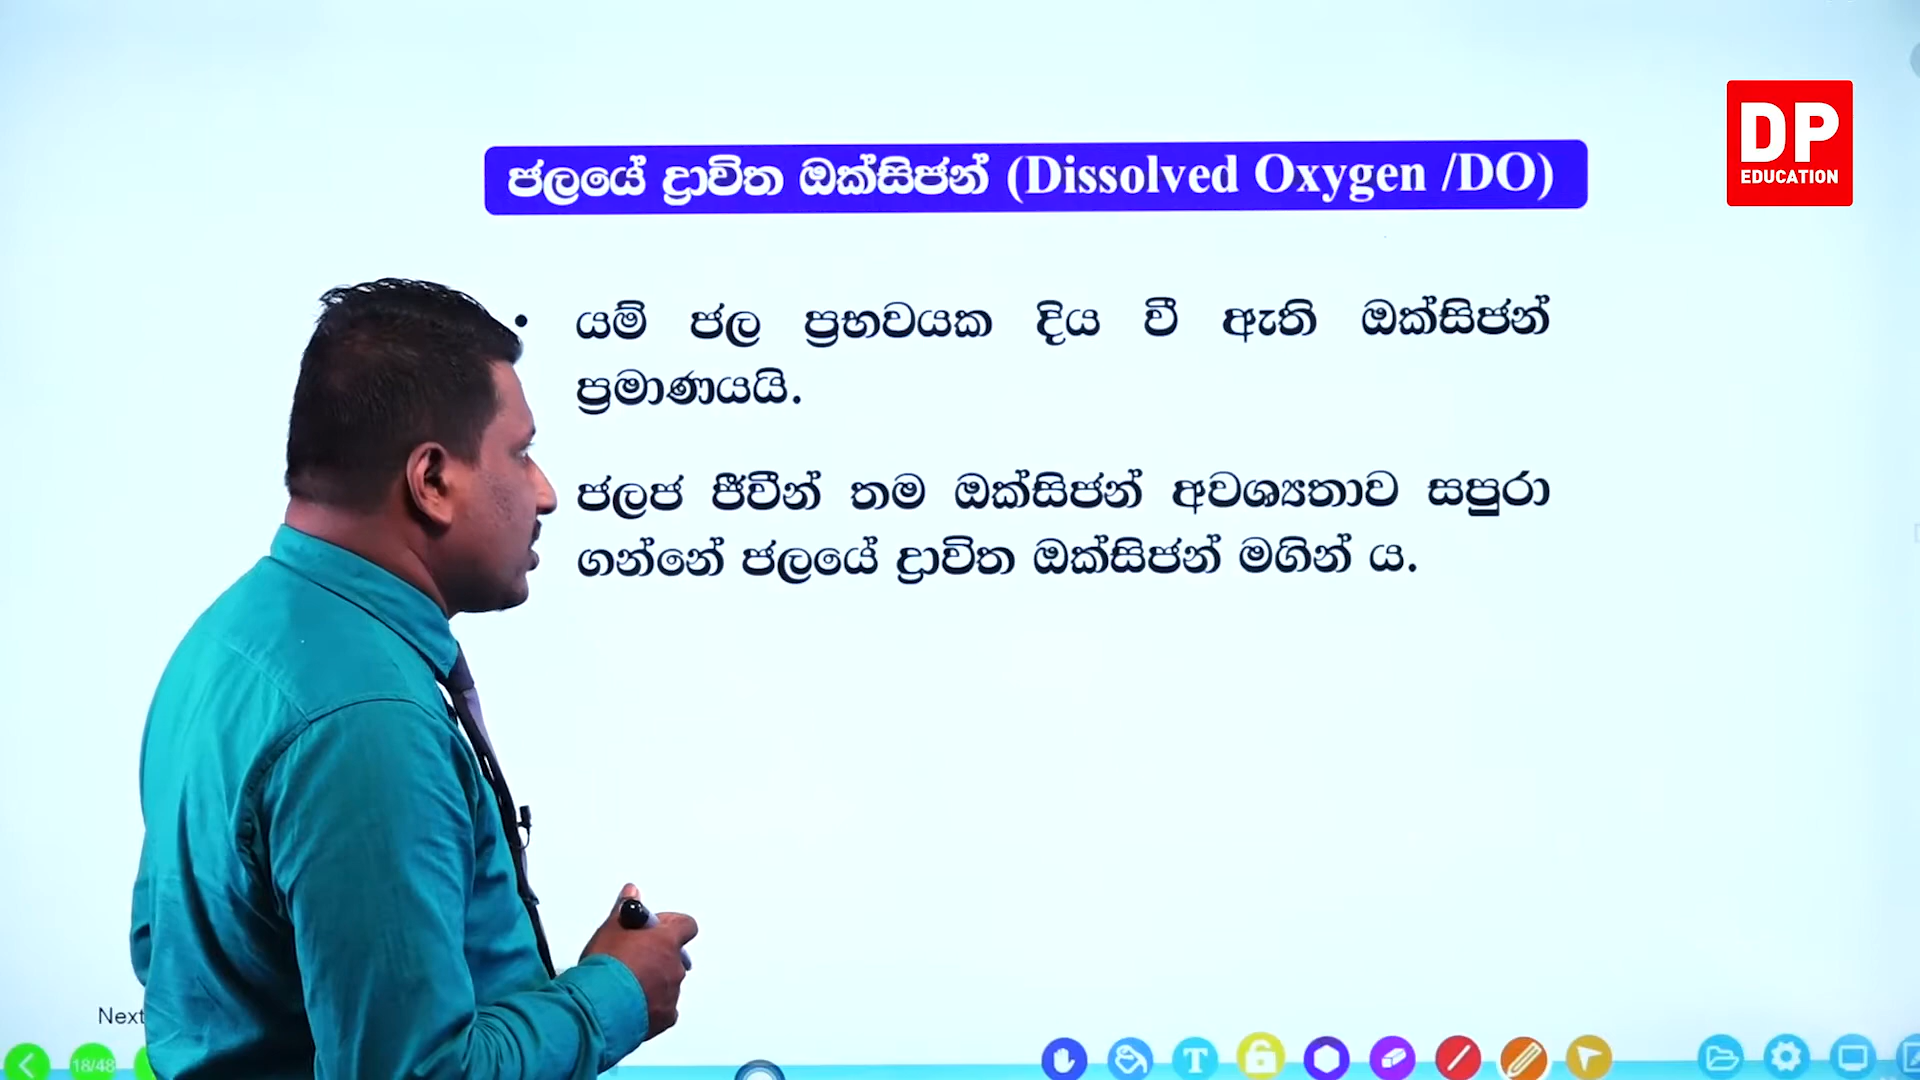 DP
EDUCATION
ජලයේ ද්‍රාවිත ඔක්සිජන් (Dissolved Oxygen /DO)
• යම් ජල ප්‍රභවයක දිය වී ඇති ඔක්සිජන්
ප්‍රමාණයයි.
ජලජ ජීවීන් තම ඔක්සිජන් අවශ්‍යතාව සපුරා
ගන්නේ ජලයේ ද්‍රාවිත ඔක්සිජන් මගින් ය.
Next
18/48
T